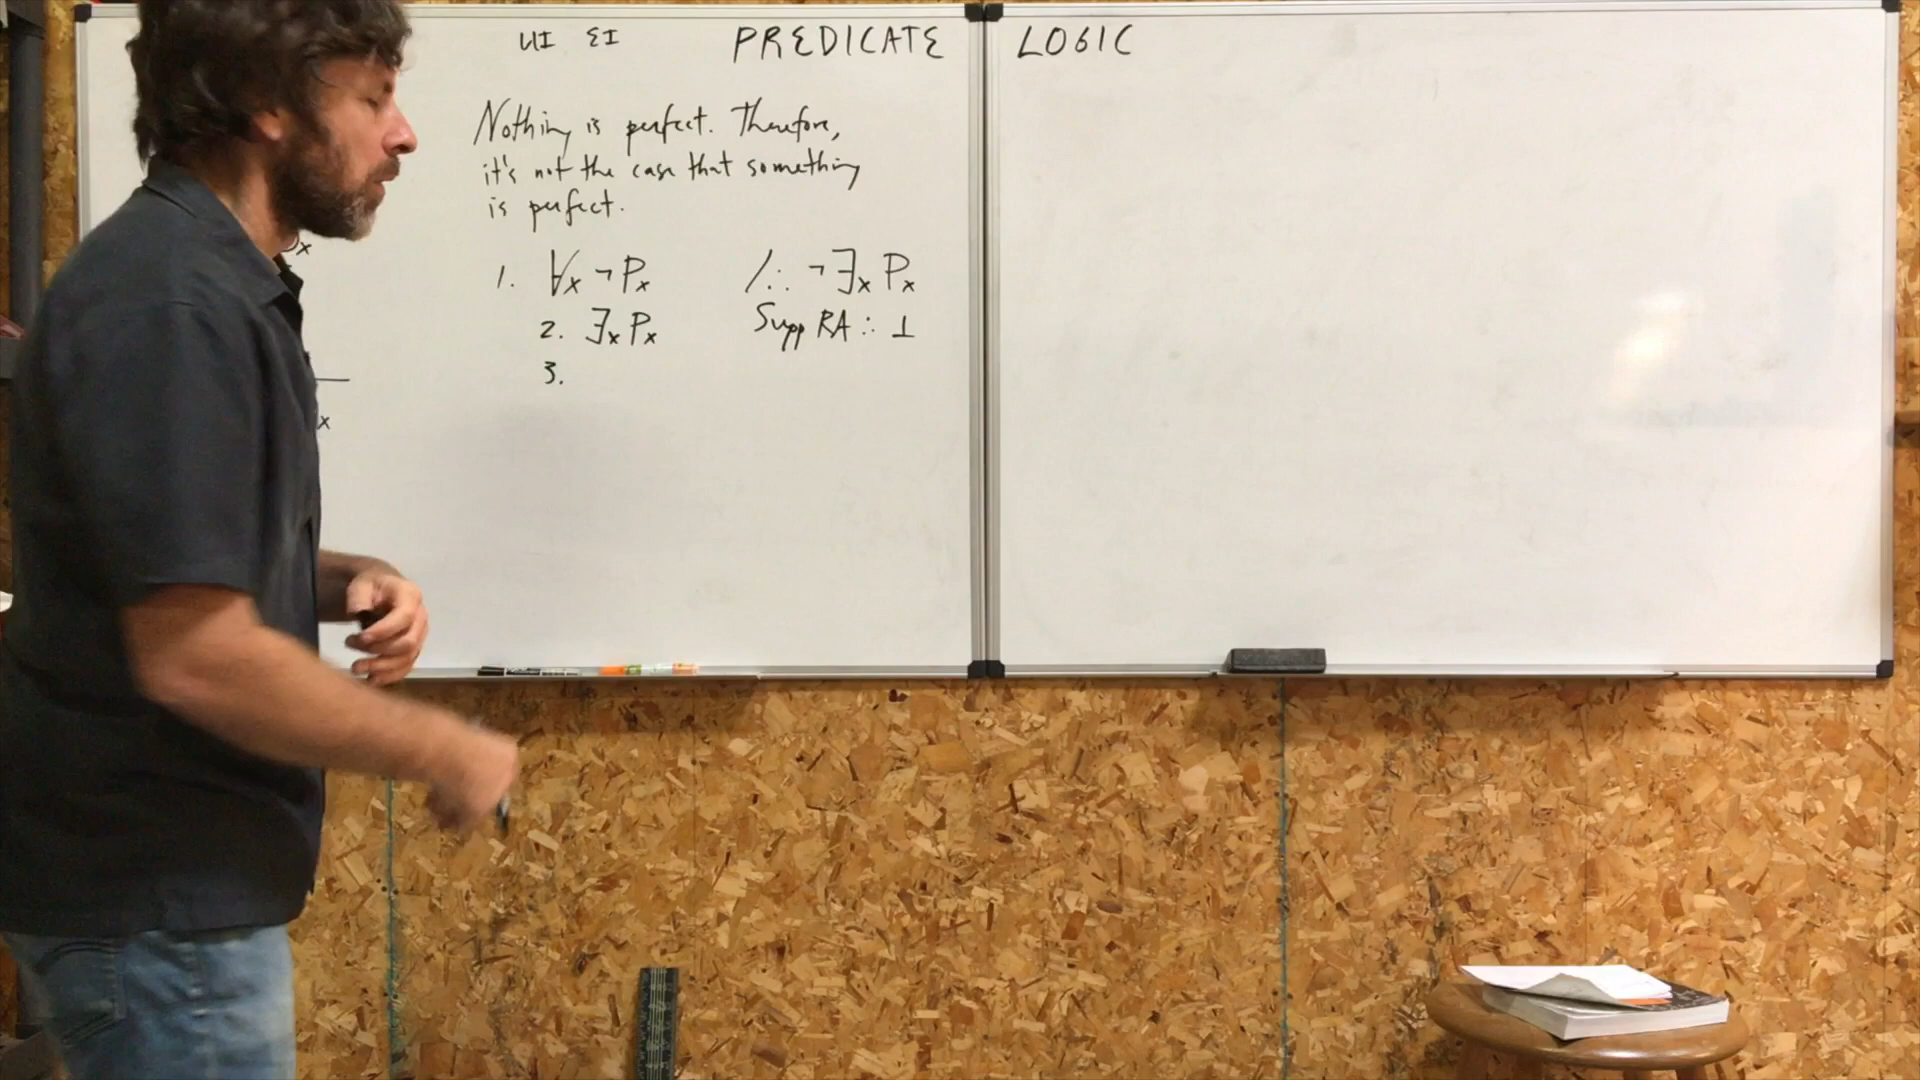 UI EI
PREDICATE LOGIC
Nothing is perfect. Therefore,
it's not the case that something
is perfect.
1. ∀x ¬Px /∴ ¬∃x Px
2. ∃x Px Supp RA ∴ ⊥
3.
x
x